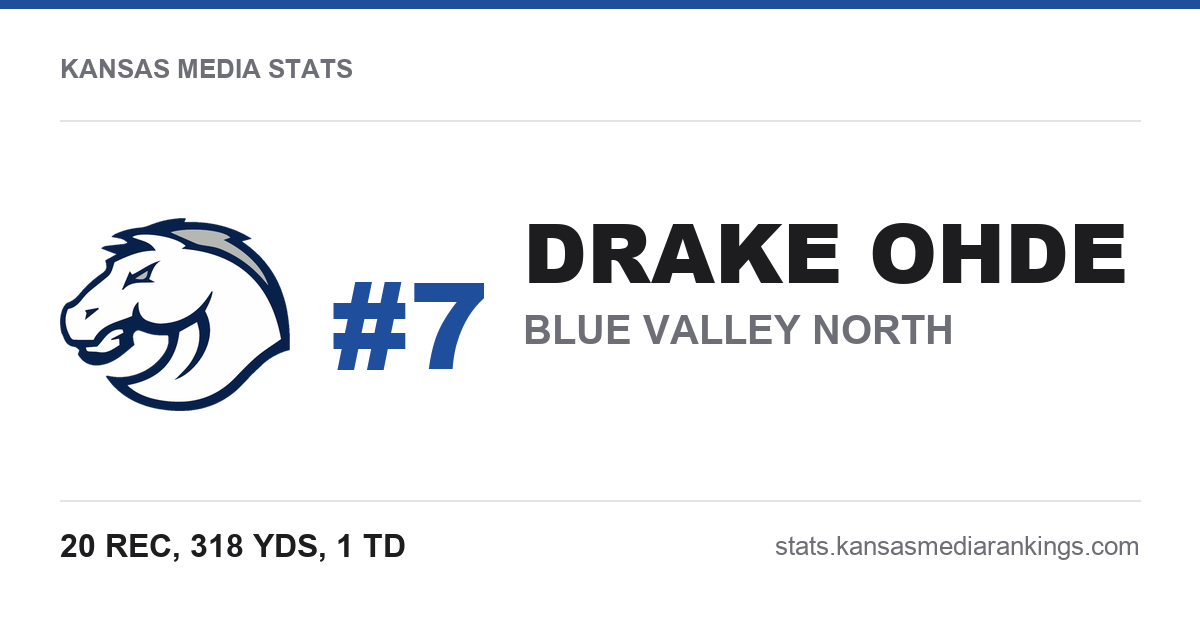 KANSAS MEDIA STATS
#7
DRAKE OHDE
BLUE VALLEY NORTH
20 REC, 318 YDS, 1 TD
stats.kansasmediarankings.com